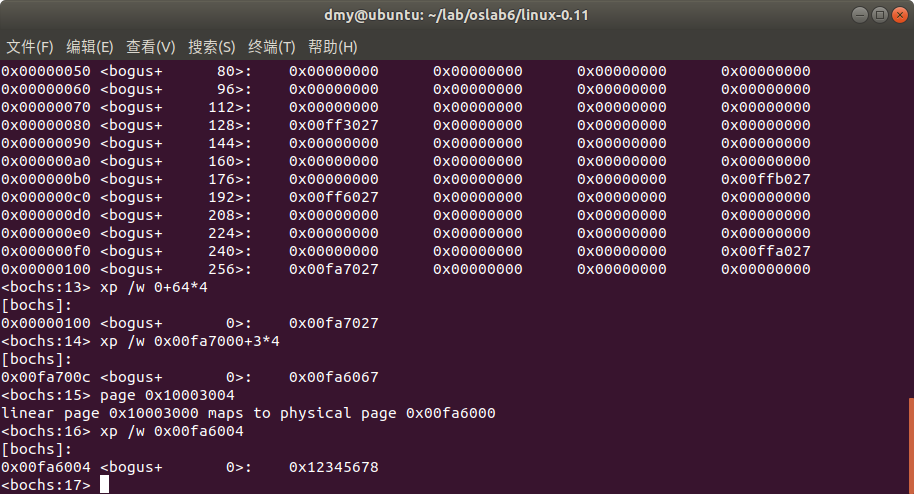 dmy@ubuntu: ~/lab/oslab6/linux-0.11
文件(F) 编辑(E) 查看(V) 搜索(S) 终端(T) 帮助(H)
0x00000050 <bogus+      80>:    0x00000000      0x00000000      0x00000000      0x00000000
0x00000060 <bogus+      96>:    0x00000000      0x00000000      0x00000000      0x00000000
0x00000070 <bogus+     112>:    0x00000000      0x00000000      0x00000000      0x00000000
0x00000080 <bogus+     128>:    0x00ff3027      0x00000000      0x00000000      0x00000000
0x00000090 <bogus+     144>:    0x00000000      0x00000000      0x00000000      0x00000000
0x000000a0 <bogus+     160>:    0x00000000      0x00000000      0x00000000      0x00000000
0x000000b0 <bogus+     176>:    0x00000000      0x00000000      0x00000000      0x00ffb027
0x000000c0 <bogus+     192>:    0x00ff6027      0x00000000      0x00000000      0x00000000
0x000000d0 <bogus+     208>:    0x00000000      0x00000000      0x00000000      0x00000000
0x000000e0 <bogus+     224>:    0x00000000      0x00000000      0x00000000      0x00000000
0x000000f0 <bogus+     240>:    0x00000000      0x00000000      0x00000000      0x00ffa027
0x00000100 <bogus+     256>:    0x00fa7027      0x00000000      0x00000000      0x00000000
<bochs:13> xp /w 0+64*4
[bochs]:
0x00000100 <bogus+       0>:    0x00fa7027
<bochs:14> xp /w 0x00fa7000+3*4
[bochs]:
0x00fa700c <bogus+       0>:    0x00fa6067
<bochs:15> page 0x10003004
linear page 0x10003000 maps to physical page 0x00fa6000
<bochs:16> xp /w 0x00fa6004
[bochs]:
0x00fa6004 <bogus+       0>:    0x12345678
<bochs:17>